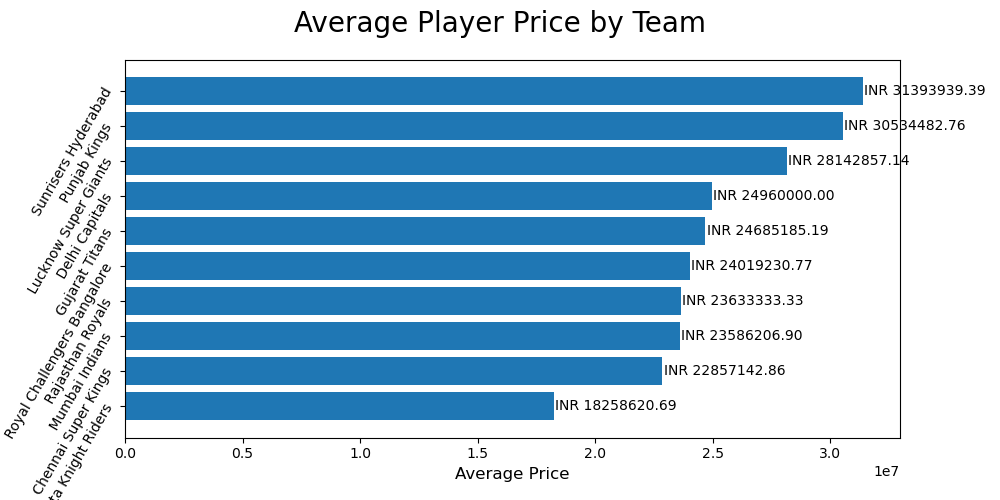 Average Player Price by Team
Sunrisers Hyderabad
INR 31393939.39
Punjab Kings
INR 30534482.76
Lucknow Super Giants
INR 28142857.14
Delhi Capitals
INR 24960000.00
Gujarat Titans
INR 24685185.19
Royal Challengers Bangalore
INR 24019230.77
Rajasthan Royals
INR 23633333.33
Mumbai Indians
INR 23586206.90
Chennai Super Kings
INR 22857142.86
ta Knight Riders
INR 18258620.69
0.0 0.5 1.0 1.5 2.0 2.5 3.0
1e7
Average Price